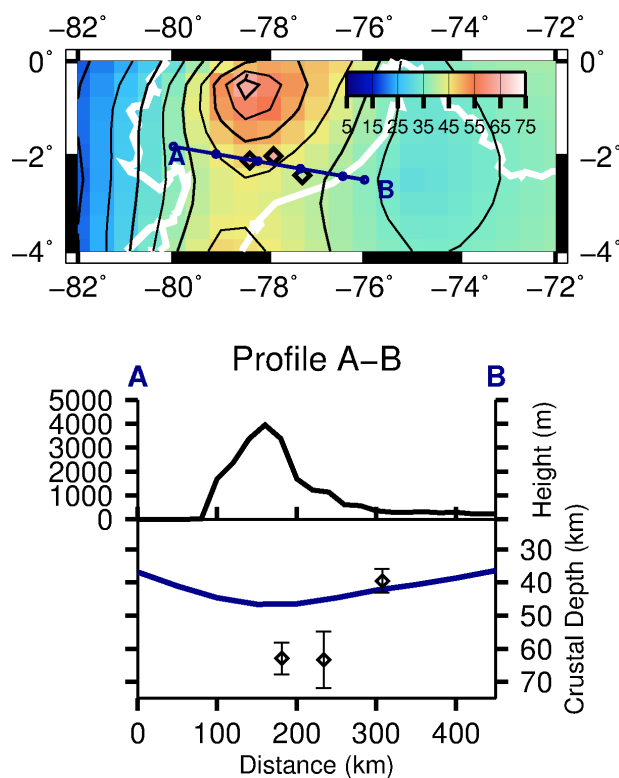 −82° −80° −78° −76° −74° −72°
0° 0°
5 15 25 35 45 55 65 75
−2° −2°
A B
−4° −4°
−82° −80° −78° −76° −74° −72°
Profile A−B
A B
5000
4000
3000
2000
1000
0
Height (m)
30
40
50
60
70
Crustal Depth (km)
0 100 200 300 400
Distance (km)